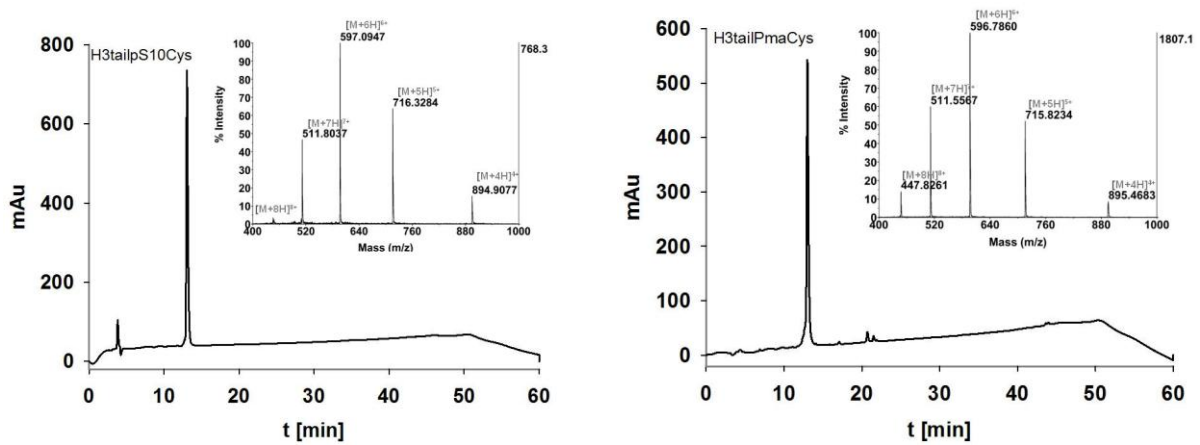 800
600
400
200
0
mAu
H3tailpS10Cys
100
90
80
70
60
50
40
30
20
10
0
% Intensity
[M+6H]⁶⁺
597.0947
768.3
[M+5H]⁵⁺
716.3284
[M+7H]⁷⁺
511.8037
[M+4H]⁴⁺
894.9077
[M+8H]⁸⁺
400 520 640 760 880 1000
Mass (m/z)
0 10 20 30 40 50 60
t [min]
600
500
400
300
200
100
0
mAu
H3tailPmaCys
100
90
80
70
60
50
40
30
20
10
0
% Intensity
[M+6H]⁶⁺
596.7860
1807.1
[M+7H]
511.5567
[M+5H]⁵⁺
715.8234
[M+8H]⁸⁺
447.8261
[M+4H]⁴⁺
895.4683
400 520 640 760 880 1000
Mass (m/z)
0 10 20 30 40 50 60
t [min]